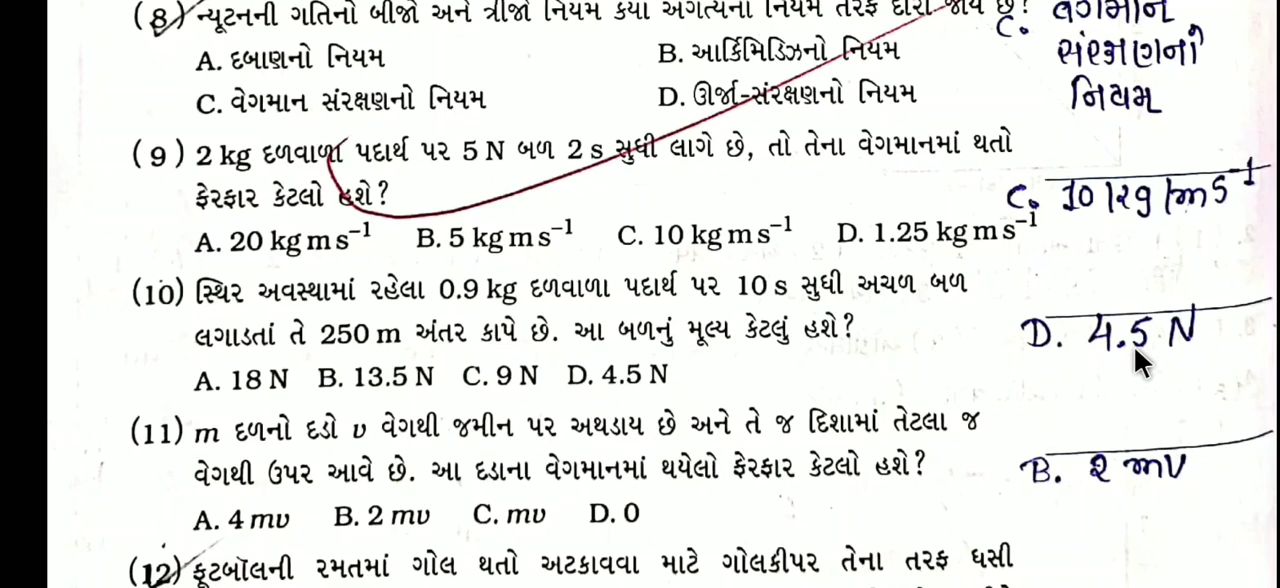 (8) ન્યૂટનની ગતિનો બીજો અને ત્રીજો નિયમ કયા અગત્યના નિયમ તરફ દોરી જાય છે? C. વેગમાન
A. દબાણનો નિયમ B. આર્કિમિડિઝનો નિયમ સંરક્ષણનો
C. વેગમાન સંરક્ષણનો નિયમ D. ઊર્જા-સંરક્ષણનો નિયમ નિયમ
(9) 2 kg દળવાળા પદાર્થ પર 5 N બળ 2 s સુધી લાગે છે, તો તેના વેગમાનમાં થતો
ફેરફાર કેટલો હશે? C. 10 kg/ms⁻¹
A. 20 kg m s⁻¹ B. 5 kg m s⁻¹ C. 10 kg m s⁻¹ D. 1.25 kg m s⁻¹
(10) સ્થિર અવસ્થામાં રહેલા 0.9 kg દળવાળા પદાર્થ પર 10 s સુધી અચળ બળ
લગાડતાં તે 250 m અંતર કાપે છે. આ બળનું મૂલ્ય કેટલું હશે? D. 4.5 N
A. 18 N B. 13.5 N C. 9 N D. 4.5 N
(11) m દળનો દડો υ વેગથી જમીન પર અથડાય છે અને તે જ દિશામાં તેટલા જ
વેગથી ઉપર આવે છે. આ દડાના વેગમાનમાં થયેલો ફેરફાર કેટલો હશે? B. 2 mv
A. 4 mυ B. 2 mυ C. mυ D. 0
(12) ફૂટબૉલની રમતમાં ગોલ થતો અટકાવવા માટે ગોલકીપર તેના તરફ ધસી